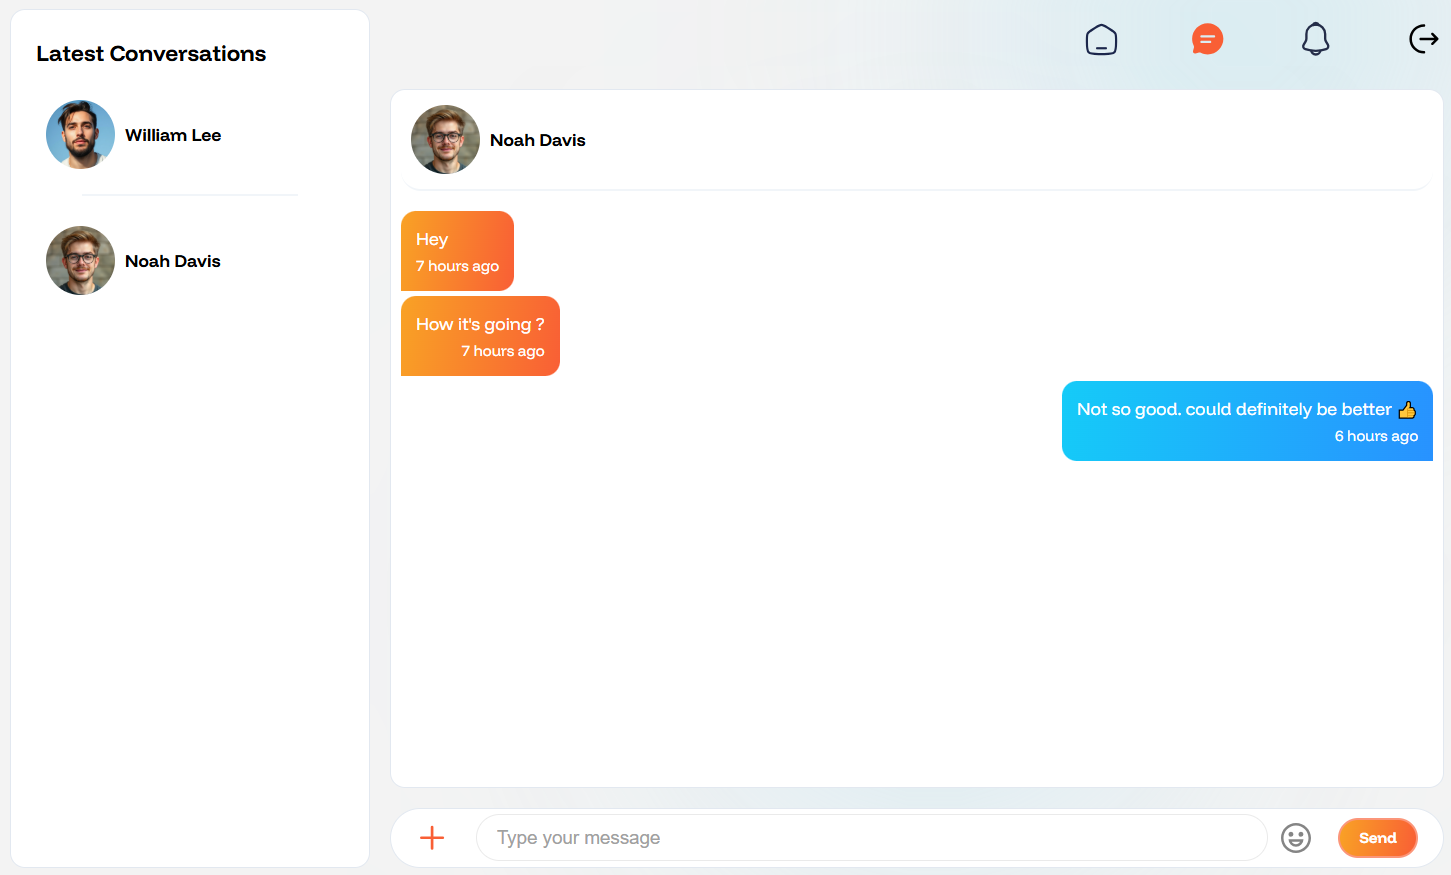 Latest Conversations
William Lee
Noah Davis
Noah Davis
Hey
7 hours ago
How it's going ?
7 hours ago
Not so good. could definitely be better 👍
6 hours ago
Type your message
Send